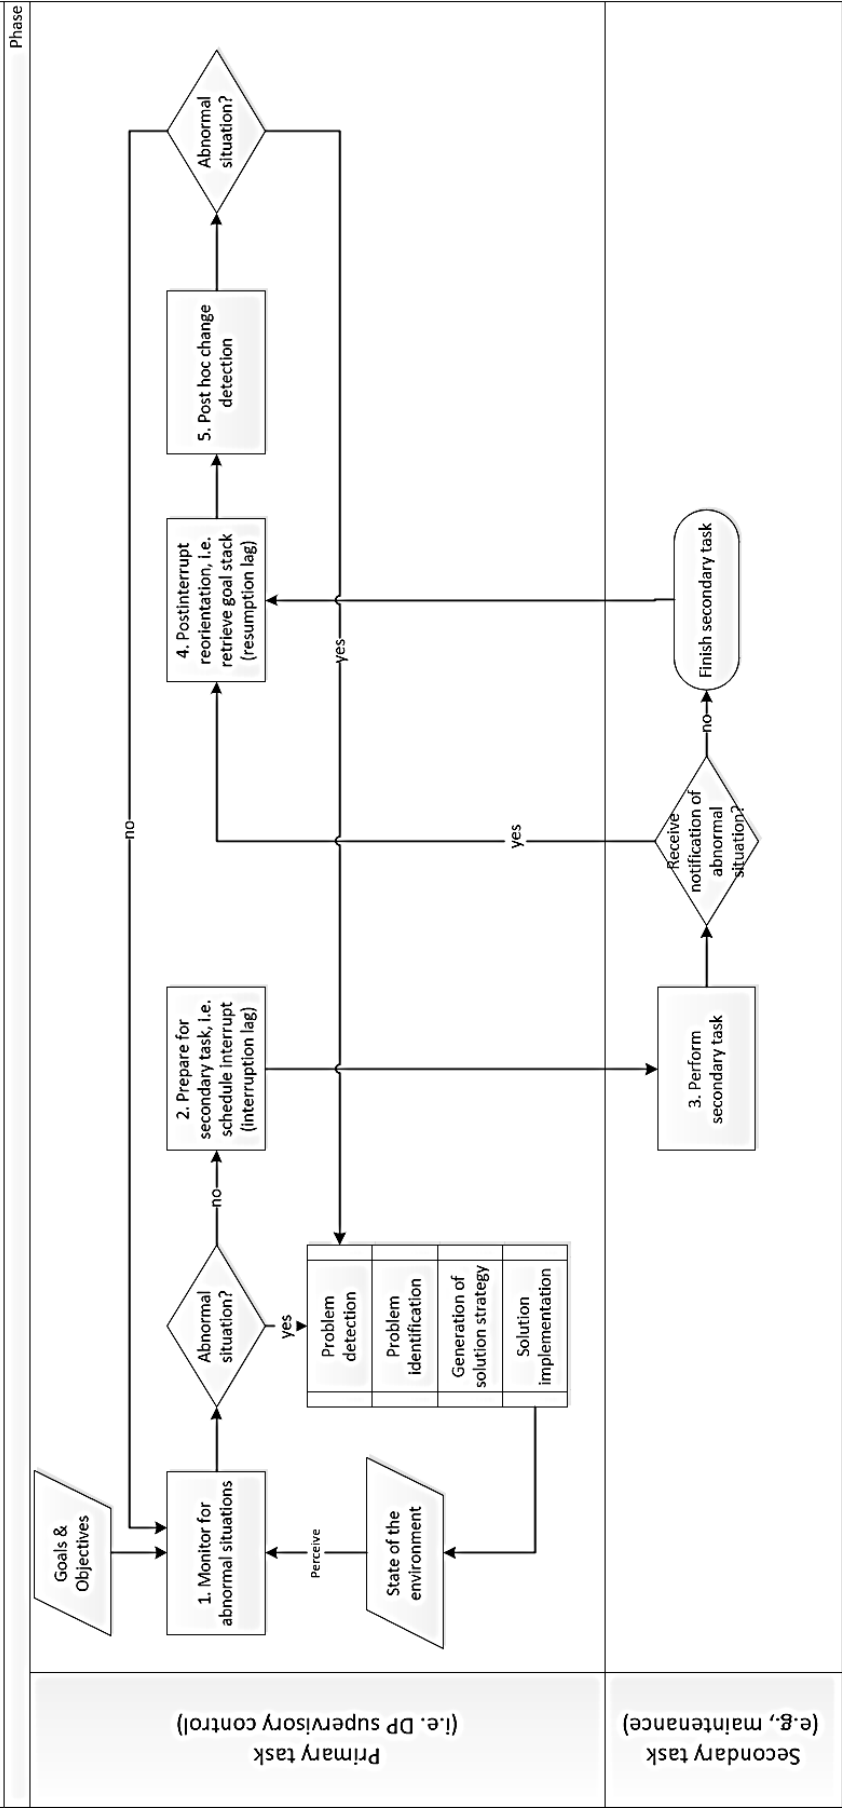 Phase
Primary task
(i.e. DP supervisory control)
Goals &
Objectives
1. Monitor for
abnormal situations
Perceive
State of the
environment
Abnormal
situation?
yes
no
Problem
detection
Problem
identification
Generation of
solution strategy
Solution
implementation
2. Prepare for
secondary task, i.e.
schedule interrupt
(interruption lag)
no
yes
yes
4. Postinterrupt
reorientation, i.e.
retrieve goal stack
(resumption lag)
5. Post hoc change
detection
Abnormal
situation?
Secondary task
(e.g., maintenance)
3. Perform
secondary task
Receive
notification of
abnormal
situation?
no
Finish secondary task